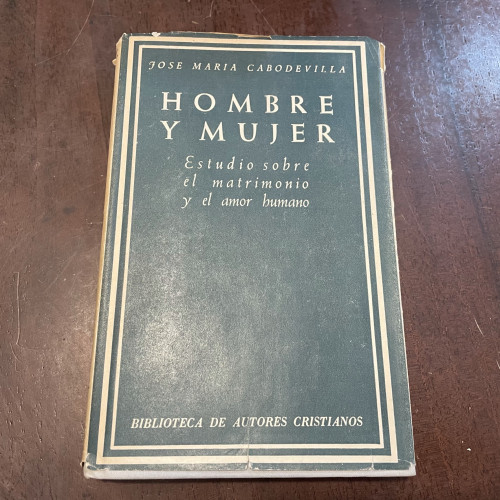 JOSE MARIA CABODEVILLA
HOMBRE
Y MUJER
Estudio sobre
el matrimonio
y el amor humano
BIBLIOTECA DE AUTORES CRISTIANOS